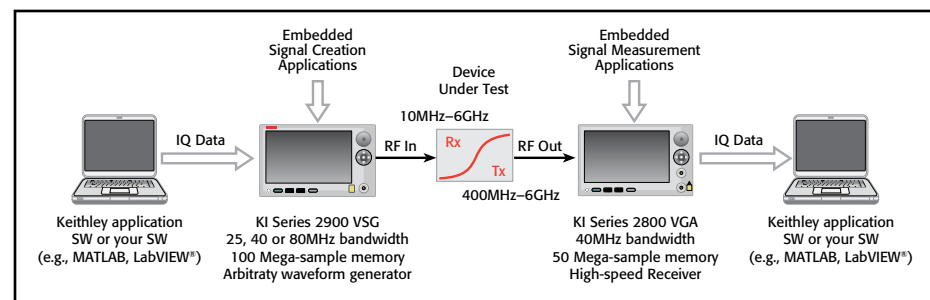 Embedded
Signal Creation
Applications
Embedded
Signal Measurement
Applications
Device
Under Test
10MHz–6GHz
IQ Data
RF In
Rx
Tx
RF Out
IQ Data
400MHz–6GHz
Keithley application
SW or your SW
(e.g., MATLAB, LabVIEW®)
KI Series 2900 VSG
25, 40 or 80MHz bandwidth
100 Mega-sample memory
Arbitraty waveform generator
KI Series 2800 VGA
40MHz bandwidth
50 Mega-sample memory
High-speed Receiver
Keithley application
SW or your SW
(e.g., MATLAB, LabVIEW®)